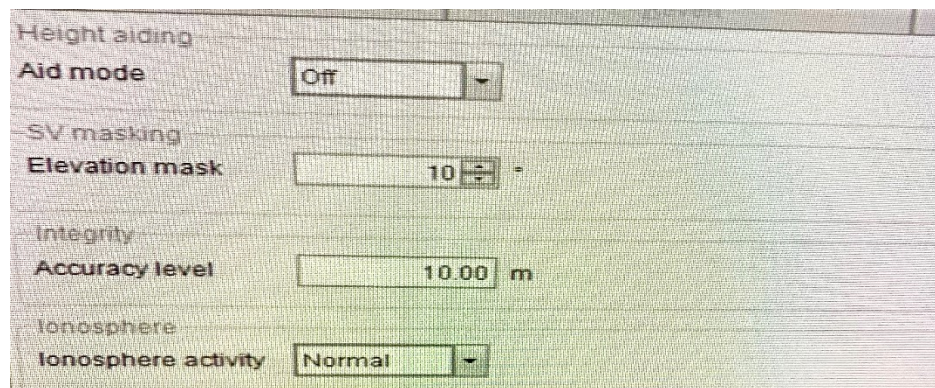 Height aiding
Aid mode Off
SV masking
Elevation mask 10 °
Integrity
Accuracy level 10.00 m
Ionosphere
Ionosphere activity Normal